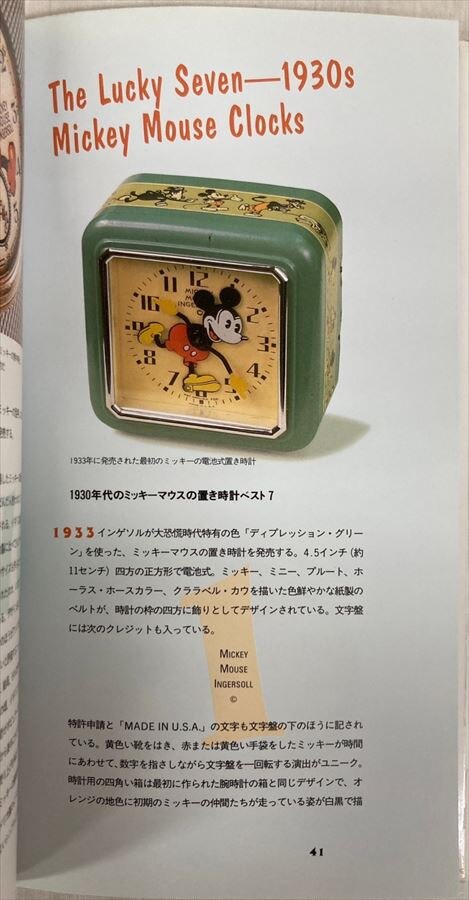 The Lucky Seven—1930s
Mickey Mouse Clocks
MICKEY
MOUSE
INGERSOLL
1933年に発売された最初のミッキーの電池式置き時計
1930年代のミッキーマウスの置き時計ベスト7
1933 インゲソルが大恐慌時代特有の色「ディプレッション・グリー
ン」を使った、ミッキーマウスの置き時計を発売する。4.5インチ（約
11センチ）四方の正方形で電池式。ミッキー、ミニー、プルート、ホ
ーラス・ホースカラー、クララベル・カウを描いた色鮮やかな紙製の
ベルトが、時計の枠の四方に飾りとしてデザインされている。文字盤
には次のクレジットも入っている。
1
MICKEY
MOUSE
INGERSOLL
©
特許申請と「MADE IN U.S.A.」の文字も文字盤の下のほうに記され
ている。黄色い靴をはき、赤または黄色い手袋をしたミッキーが時間
にあわせて、数字を指さしながら文字盤を一回転する演出がユニーク。
時計用の四角い箱は最初に作られた腕時計の箱と同じデザインで、オ
レンジの地色に初期のミッキーの仲間たちが走っている姿が白黒で描
41